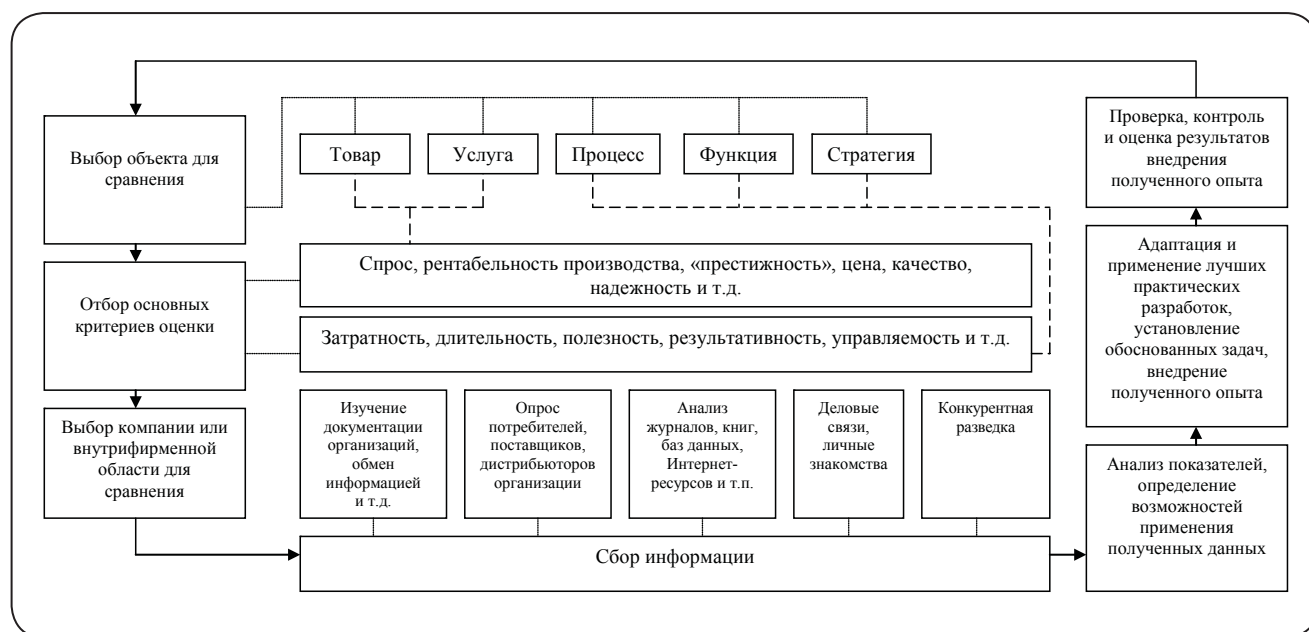 Выбор объекта для
сравнения
Товар
Услуга
Процесс
Функция
Стратегия
Проверка, контроль
и оценка результатов
внедрения
полученного опыта
Отбор основных
критериев оценки
Спрос, рентабельность производства, «престижность», цена, качество,
надежность и т.д.
Затратность, длительность, полезность, результативность, управляемость и т.д.
Адаптация и
применение лучших
практических
разработок,
установление
обоснованных задач,
внедрение
полученного опыта
Выбор компании или
внутрифирменной
области для
сравнения
Изучение
документации
организаций,
обмен
информацией
и т.д.
Опрос
потребителей,
поставщиков,
дистрибьюторов
организации
Анализ
журналов, книг,
баз данных,
Интернет-
ресурсов и т.п.
Деловые
связи,
личные
знакомства
Конкурентная
разведка
Анализ показателей,
определение
возможностей
применения
полученных данных
Сбор информации